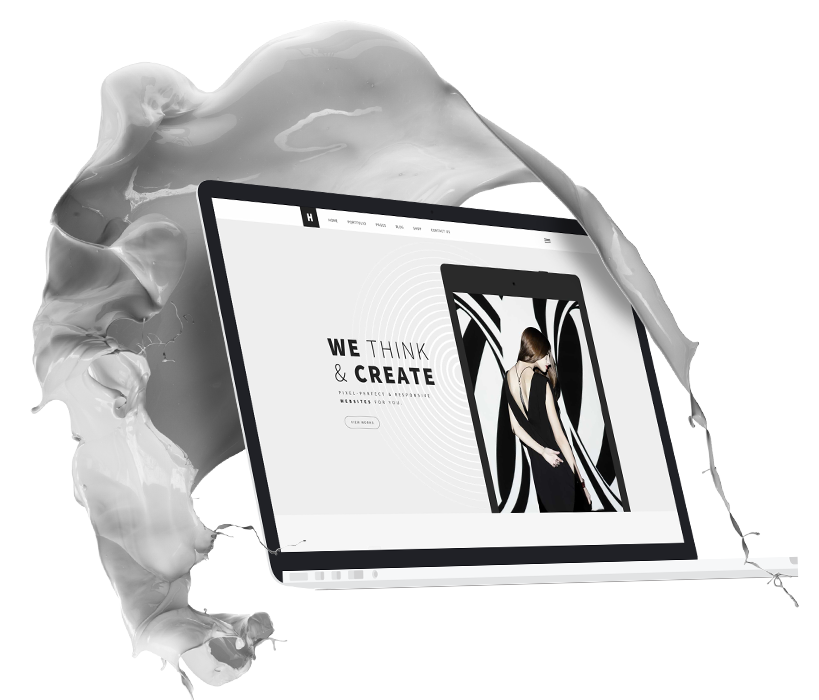 H
HOME PORTFOLIO PAGES BLOG SHOP CONTACT US
WE THINK
& CREATE
PIXEL-PERFECT & RESPONSIVE
WEBSITES FOR YOU.
VIEW WORKS